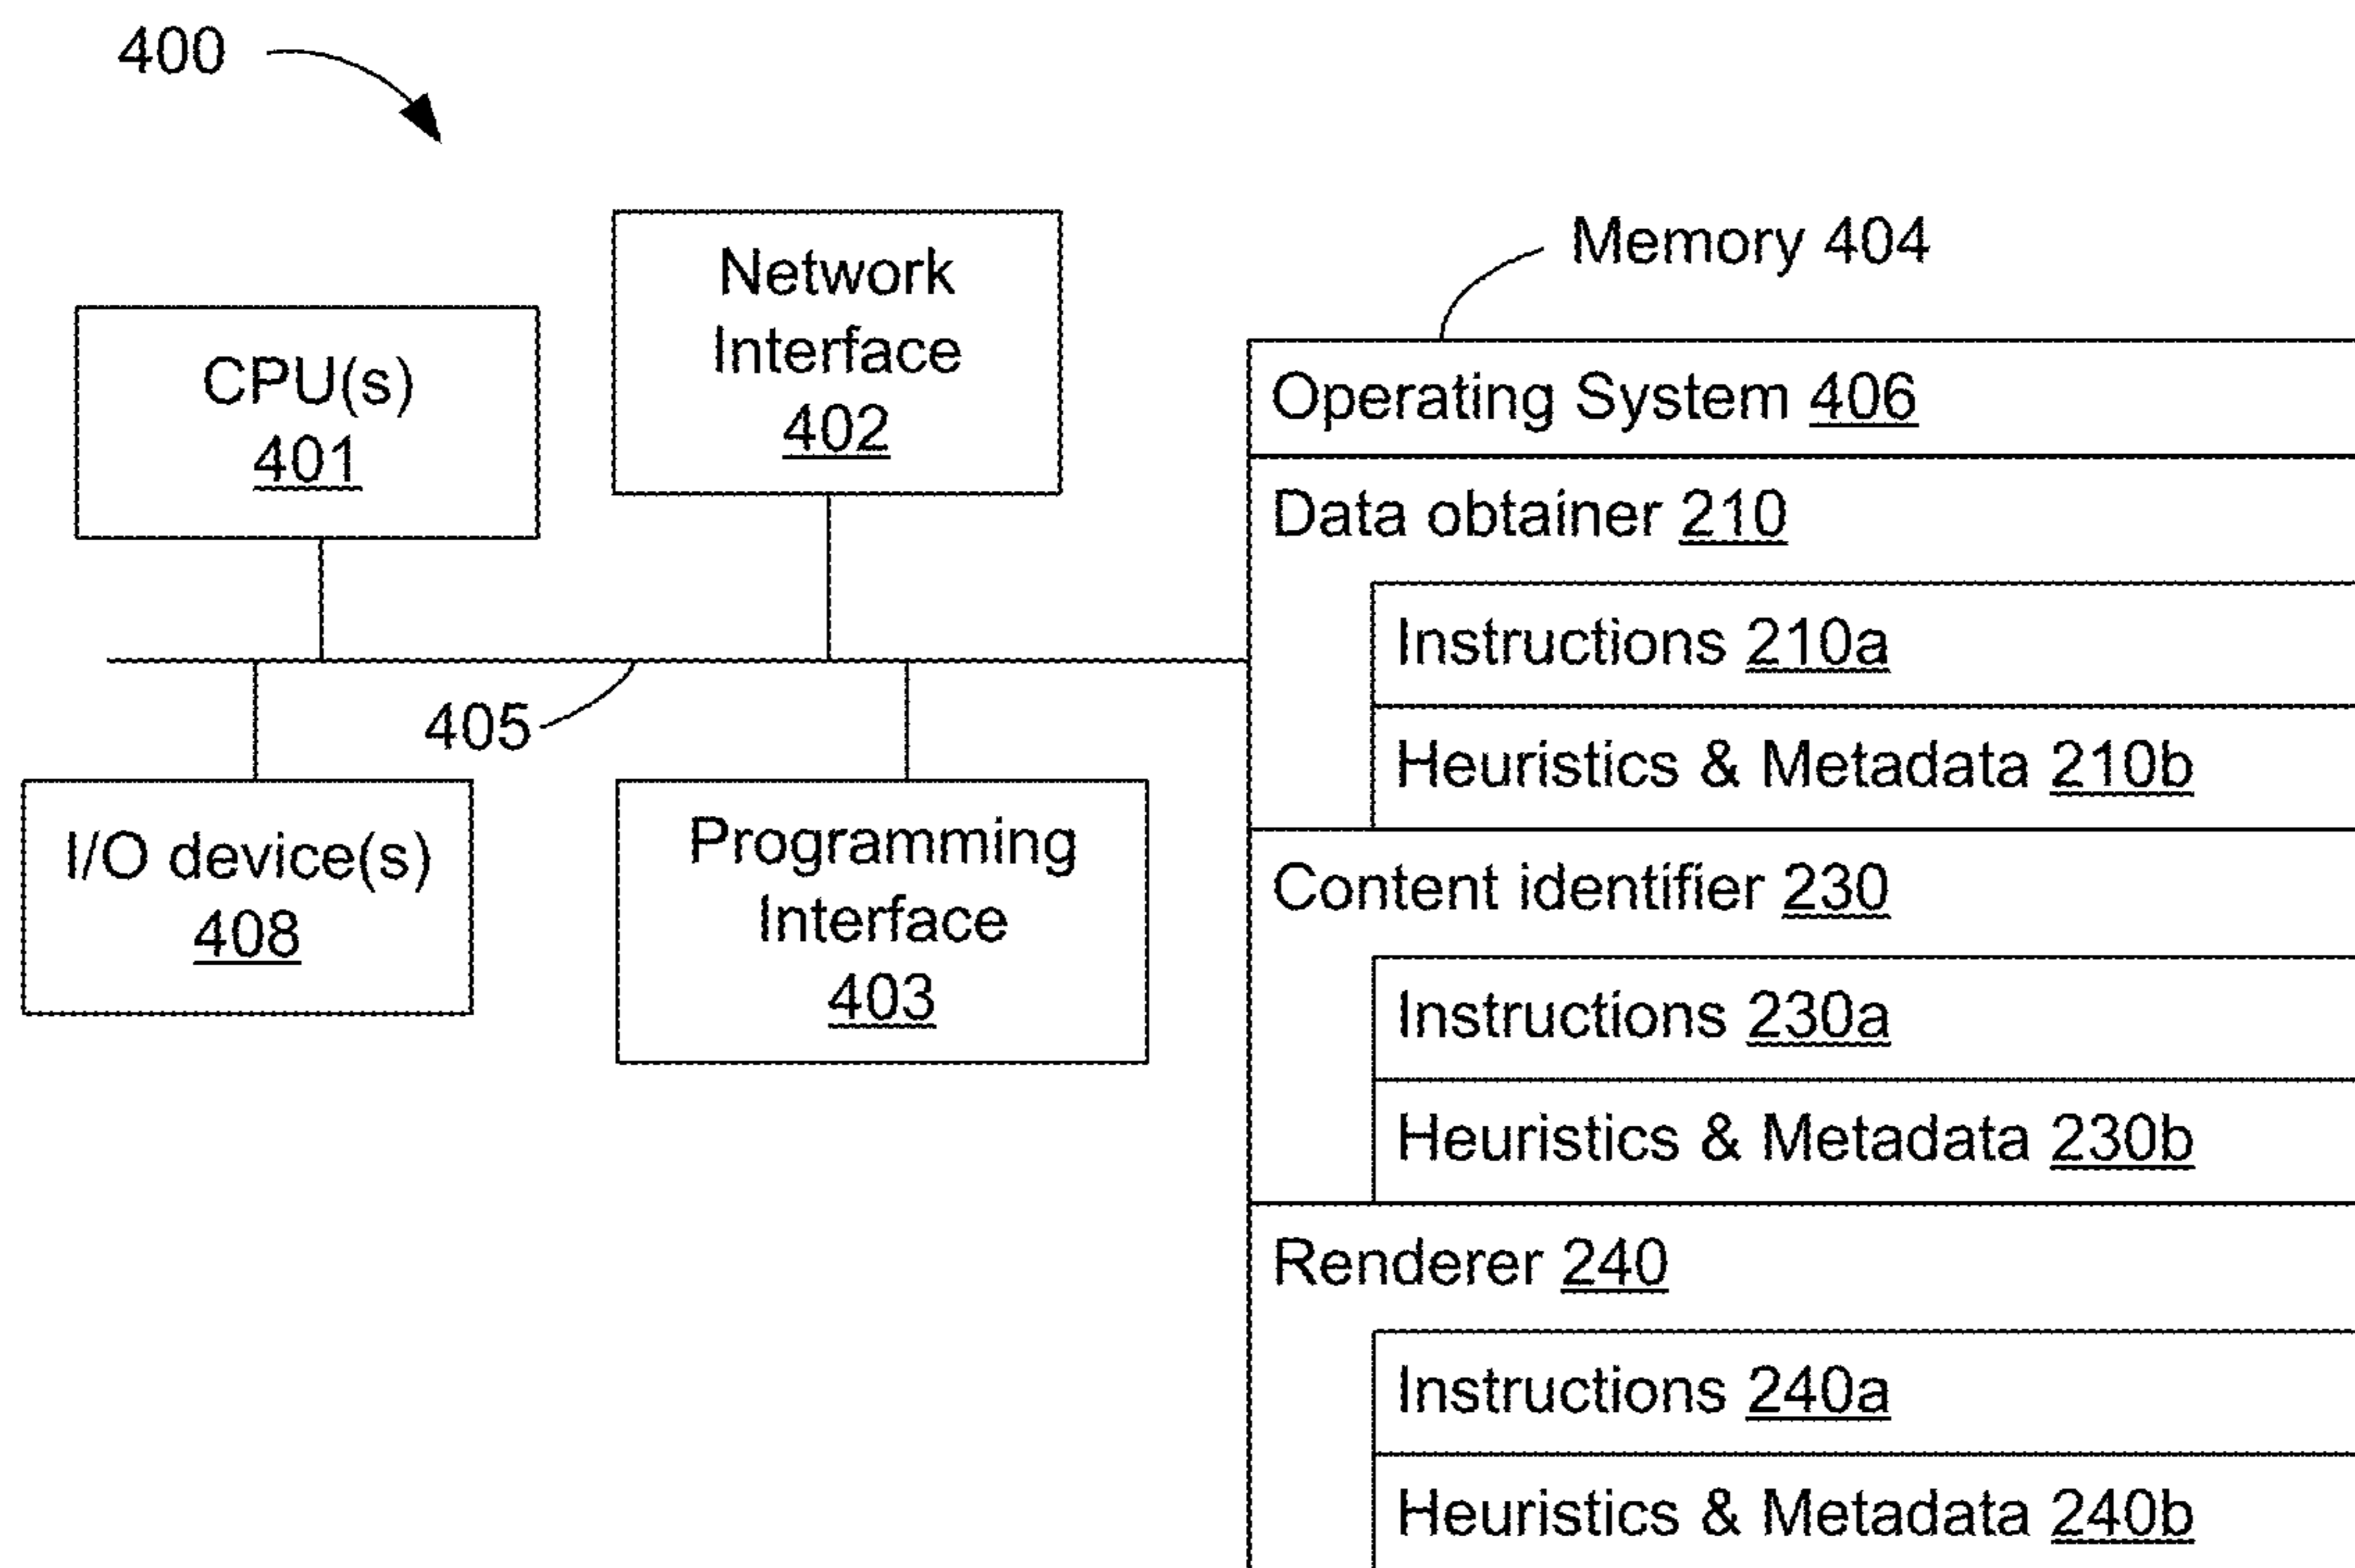 400
Network
Interface
402
CPU(s)
401
405
I/O device(s)
408
Programming
Interface
403
Memory 404
Operating System 406
Data obtainer 210
Instructions 210a
Heuristics & Metadata 210b
Content identifier 230
Instructions 230a
Heuristics & Metadata 230b
Renderer 240
Instructions 240a
Heuristics & Metadata 240b